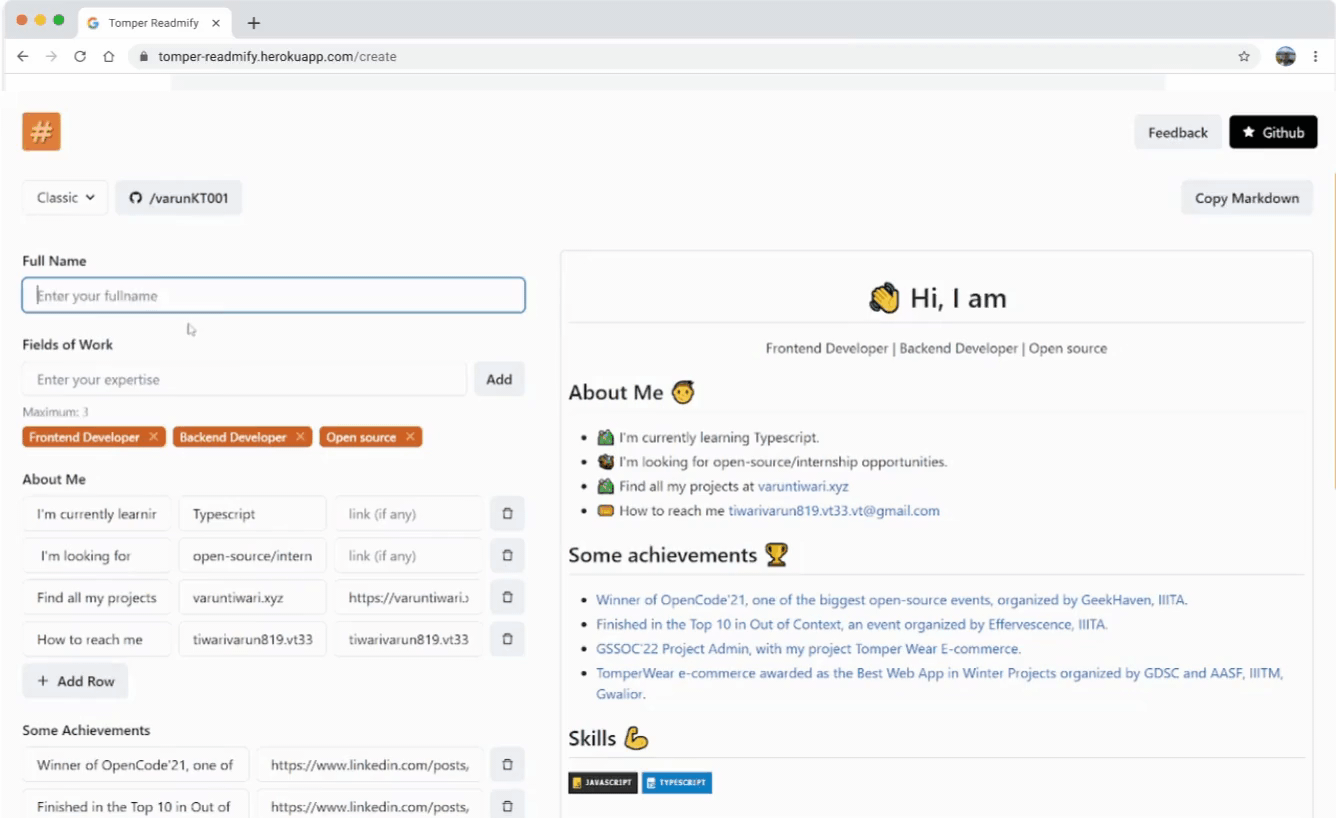 Tomper Readmify
tomper-readmify.herokuapp.com/create
#
Feedback
Github
Classic
/varunKT001
Copy Markdown
Full Name
Enter your fullname
Fields of Work
Enter your expertise
Add
Maximum: 3
Frontend Developer
Backend Developer
Open source
About Me
I'm currently learnir
Typescript
link (if any)
I'm looking for
open-source/intern
link (if any)
Find all my projects
varuntiwari.xyz
https://varuntiwari.x
How to reach me
tiwarivarun819.vt33
tiwarivarun819.vt33
+ Add Row
Some Achievements
Winner of OpenCode'21, one of
https://www.linkedin.com/posts,
Finished in the Top 10 in Out of
https://www.linkedin.com/posts,
Hi, I am
Frontend Developer | Backend Developer | Open source
About Me
I'm currently learning Typescript.
I'm looking for open-source/internship opportunities.
Find all my projects at varuntiwari.xyz
How to reach me tiwarivarun819.vt33.vt@gmail.com
Some achievements
Winner of OpenCode'21, one of the biggest open-source events, organized by GeekHaven, IIITA.
Finished in the Top 10 in Out of Context, an event organized by Effervescence, IIITA.
GSSOC'22 Project Admin, with my project Tomper Wear E-commerce.
TomperWear e-commerce awarded as the Best Web App in Winter Projects organized by GDSC and AASF, IIITM,
Gwalior.
Skills
JAVASCRIPT
TYPESCRIPT